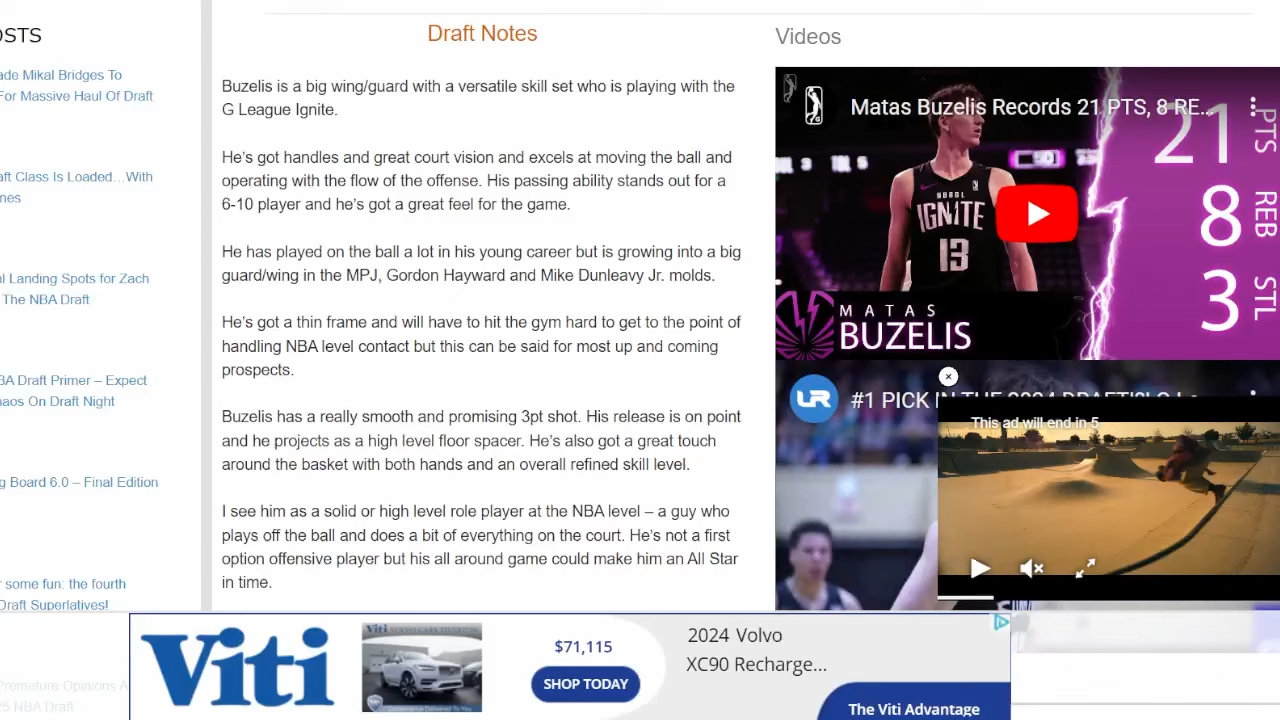 OSTS
ade Mikal Bridges To
For Massive Haul Of Draft
aft Class Is Loaded…With
nes
al Landing Spots for Zach
The NBA Draft
BA Draft Primer – Expect
haos On Draft Night
g Board 6.0 – Final Edition
r some fun: the fourth
Draft Superlatives!
Premature Opinions A
25 NBA Draft
Draft Notes
Buzelis is a big wing/guard with a versatile skill set who is playing with the
G League Ignite.
He's got handles and great court vision and excels at moving the ball and
operating with the flow of the offense. His passing ability stands out for a
6-10 player and he's got a great feel for the game.
He has played on the ball a lot in his young career but is growing into a big
guard/wing in the MPJ, Gordon Hayward and Mike Dunleavy Jr. molds.
He's got a thin frame and will have to hit the gym hard to get to the point of
handling NBA level contact but this can be said for most up and coming
prospects.
Buzelis has a really smooth and promising 3pt shot. His release is on point
and he projects as a high level floor spacer. He's also got a great touch
around the basket with both hands and an overall refined skill level.
I see him as a solid or high level role player at the NBA level – a guy who
plays off the ball and does a bit of everything on the court. He's not a first
option offensive player but his all around game could make him an All Star
in time.
Videos
Matas Buzelis Records 21 PTS, 8 RE...
21 PTS
8 REB
3 STL
NBAGL
IGNITE
13
MATAS
BUZELIS
UR
#1 PICK IN THE 2024 DRAFT!?
This ad will end in 5
Viti
$71,115
SHOP TODAY
2024 Volvo
XC90 Recharge...
The Viti Advantage